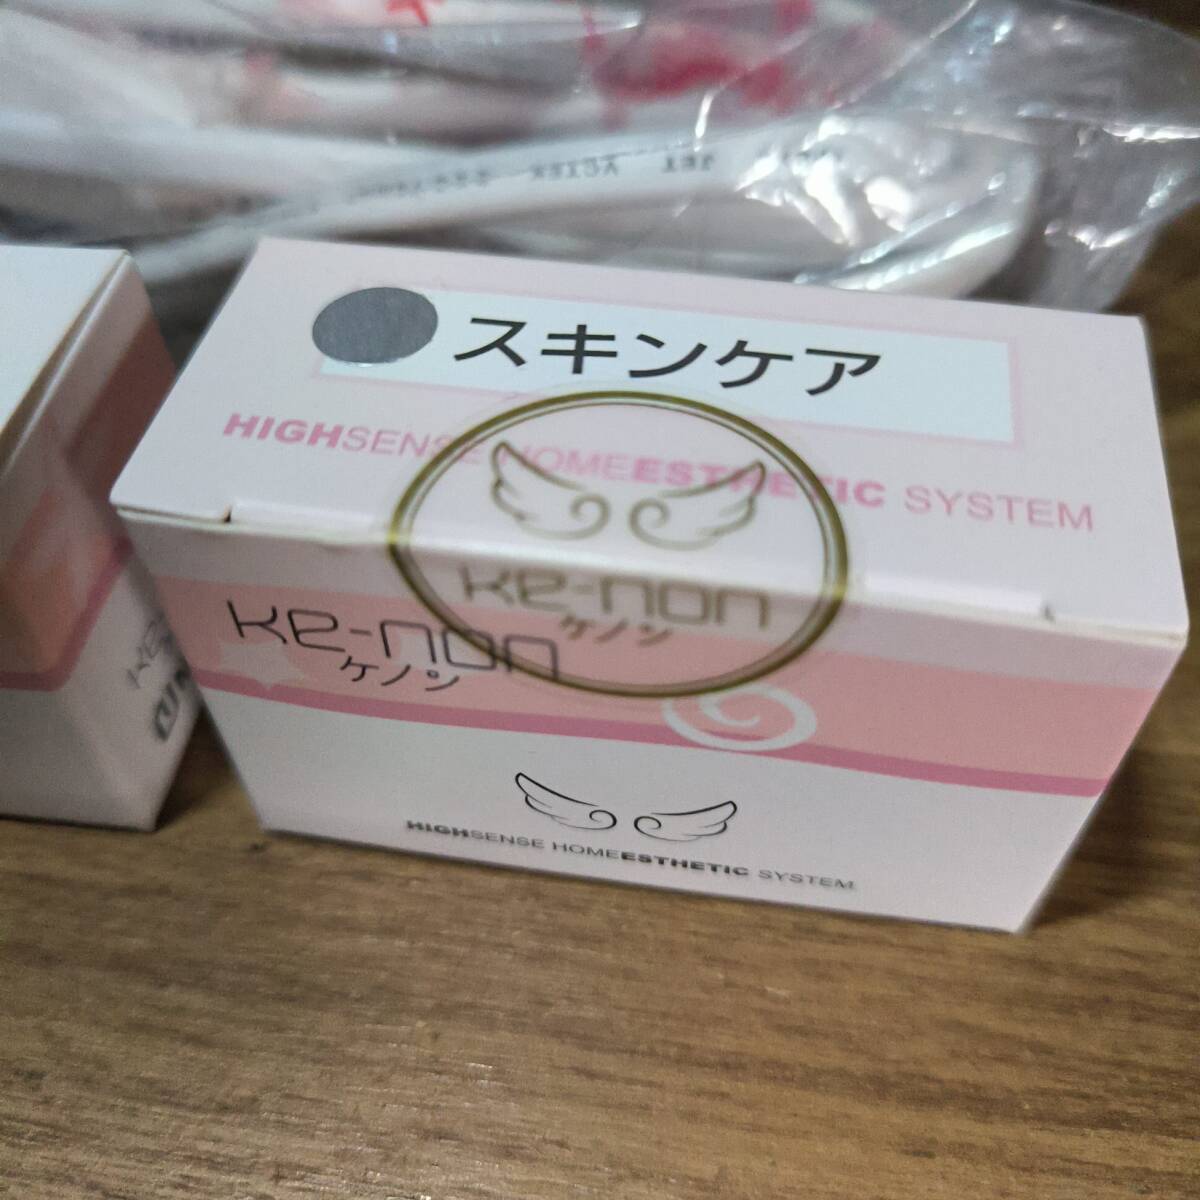 スキンケア
HIGHSENSE HOMEESTHETIC SYSTEM
ke-non
ケノン
ke-non
ケノン
HIGHSENSE HOMEESTHETIC SYSTEM